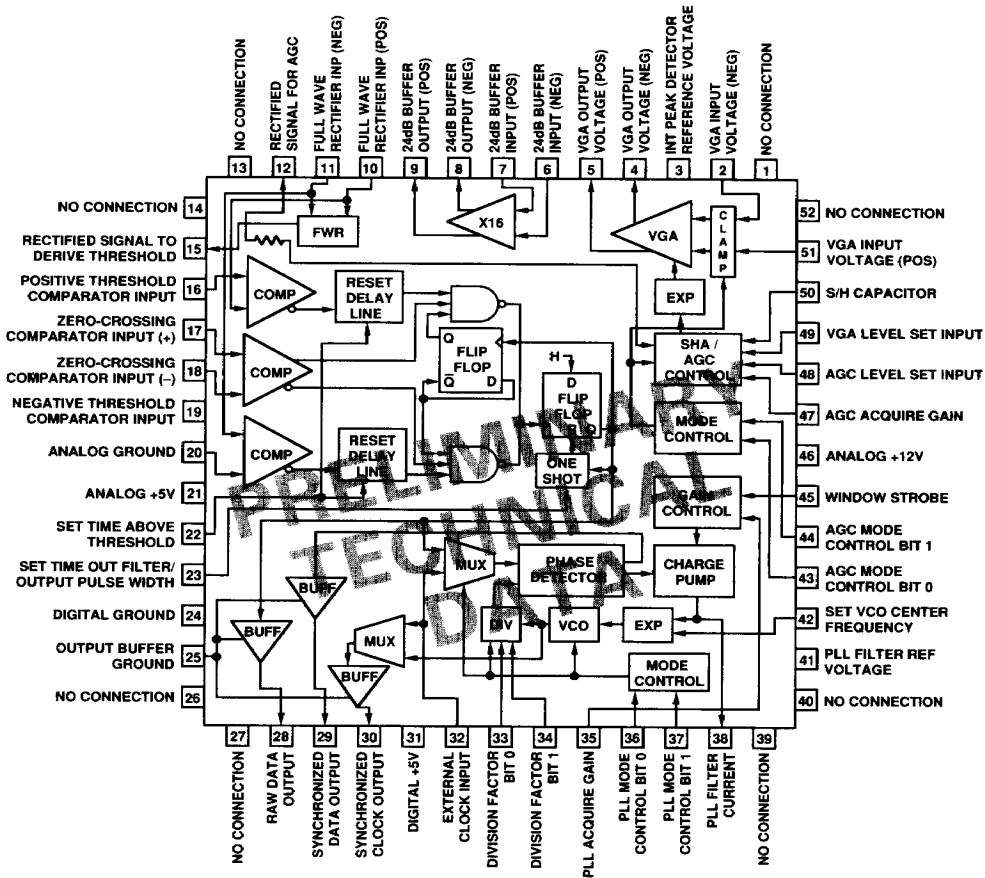 NO CONNECTION
RECTIFIED
SIGNAL FOR AGC
FULL WAVE
RECTIFIER INP (NEG)
FULL WAVE
RECTIFIER INP (POS)
24dB BUFFER
OUTPUT (POS)
24dB BUFFER
OUTPUT (NEG)
24dB BUFFER
INPUT (POS)
24dB BUFFER
INPUT (NEG)
VGA OUTPUT
VOLTAGE (POS)
VGA OUTPUT
VOLTAGE (NEG)
INT PEAK DETECTOR
REFERENCE VOLTAGE
VGA INPUT
VOLTAGE (NEG)
NO CONNECTION
13 12 11 10 9 8 7 6 5 4 3 2 1
NO CONNECTION 14
RECTIFIED SIGNAL TO
DERIVE THRESHOLD 15
POSITIVE THRESHOLD
COMPARATOR INPUT 16
ZERO-CROSSING
COMPARATOR INPUT (+) 17
ZERO-CROSSING
COMPARATOR INPUT (–) 18
NEGATIVE THRESHOLD
COMPARATOR INPUT 19
ANALOG GROUND 20
ANALOG +5V 21
SET TIME ABOVE
THRESHOLD 22
SET TIME OUT FILTER/
OUTPUT PULSE WIDTH 23
DIGITAL GROUND 24
OUTPUT BUFFER
GROUND 25
NO CONNECTION 26
FWR
X16
VGA
CLAMP
EXP
COMP
RESET
DELAY
LINE
COMP
FLIP
FLOP
Q
D
H
D
FLIP
FLOP
R Q
SHA /
AGC
CONTROL
MODE
CONTROL
COMP
RESET
DELAY
LINE
ONE
SHOT
GAIN
CONTROL
MUX
PHASE
DETECTOR
CHARGE
PUMP
BUFF
BUFF
MUX
BUFF
DIV
VCO
EXP
MODE
CONTROL
PRELIMINARY
TECHNICAL
DATA
52 NO CONNECTION
51 VGA INPUT
VOLTAGE (POS)
50 S/H CAPACITOR
49 VGA LEVEL SET INPUT
48 AGC LEVEL SET INPUT
47 AGC ACQUIRE GAIN
46 ANALOG +12V
45 WINDOW STROBE
44 AGC MODE
CONTROL BIT 1
43 AGC MODE
CONTROL BIT 0
42 SET VCO CENTER
FREQUENCY
41 PLL FILTER REF
VOLTAGE
40 NO CONNECTION
27 28 29 30 31 32 33 34 35 36 37 38 39
NO CONNECTION
RAW DATA
OUTPUT
SYNCHRONIZED
DATA OUTPUT
SYNCHRONIZED
CLOCK OUTPUT
DIGITAL +5V
EXTERNAL
CLOCK INPUT
DIVISION FACTOR
BIT 0
DIVISION FACTOR
BIT 1
PLL ACQUIRE GAIN
PLL MODE
CONTROL BIT 0
PLL MODE
CONTROL BIT 1
PLL FILTER
CURRENT
NO CONNECTION